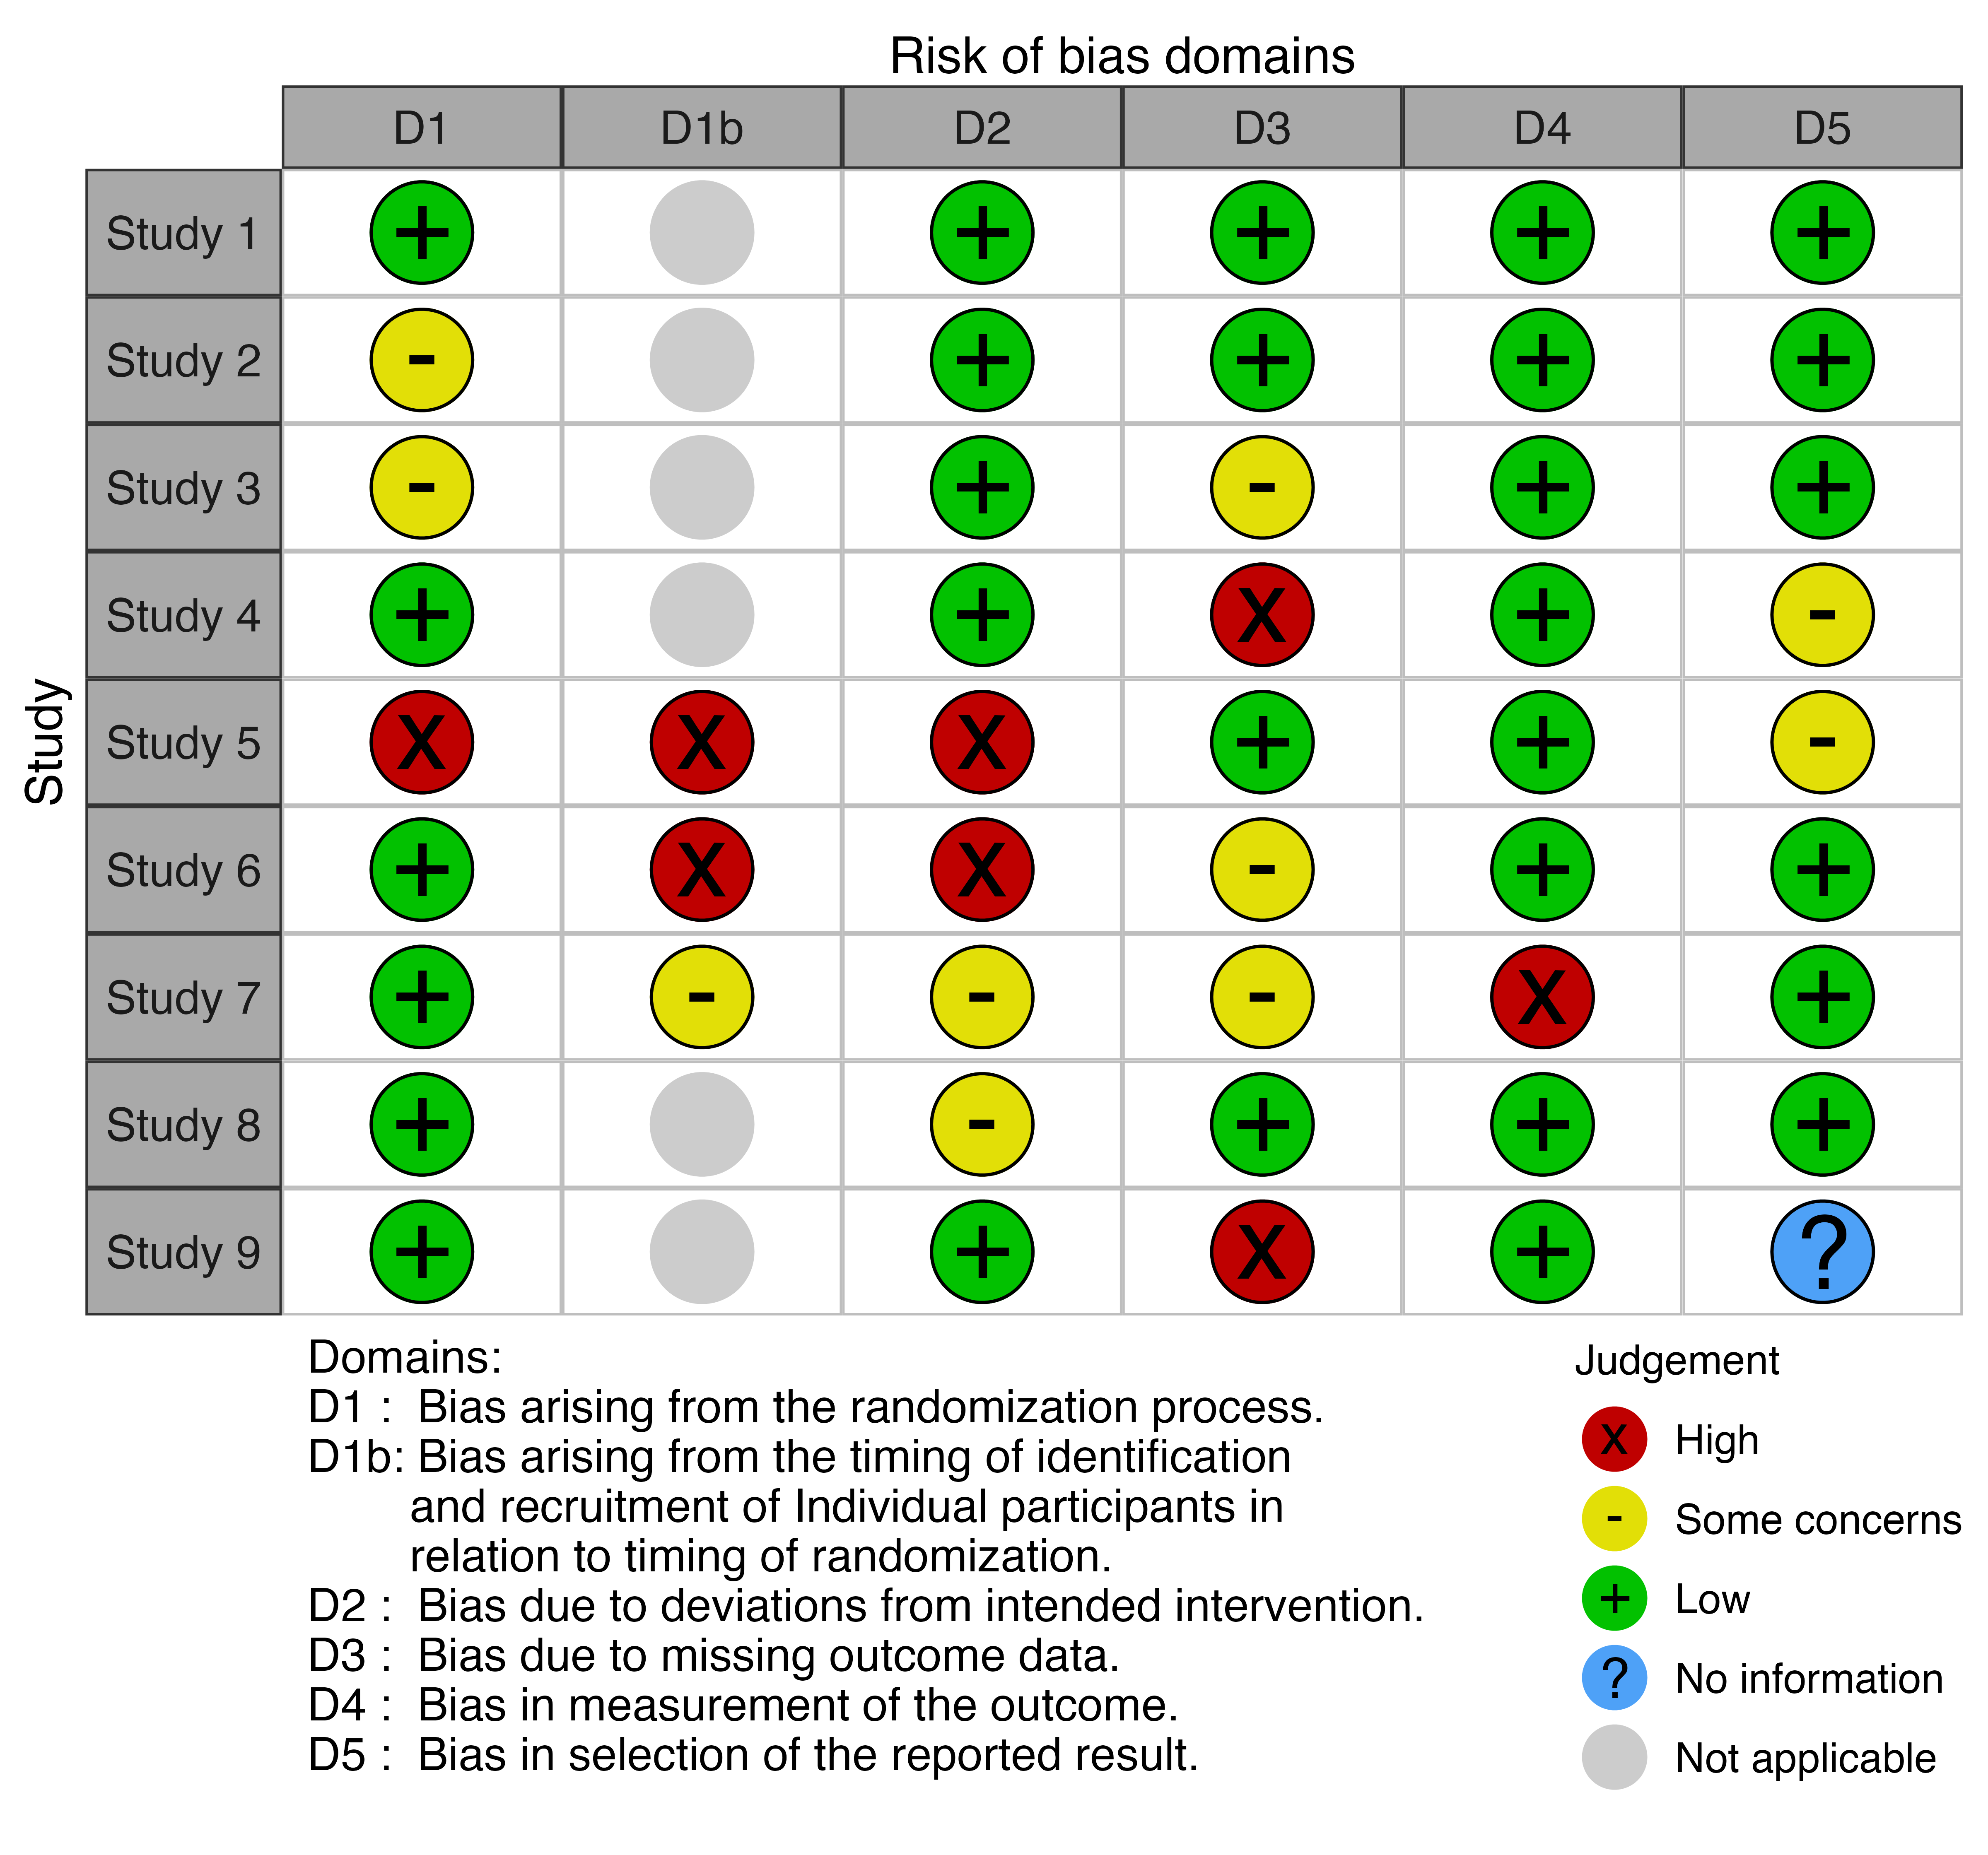 Risk of bias domains
D1 D1b D2 D3 D4 D5
Study
Study 1 + + + + +
Study 2 - + + + +
Study 3 - + - + +
Study 4 + + X + -
Study 5 X X X + + -
Study 6 + X X - + +
Study 7 + - - - X +
Study 8 + - + + +
Study 9 + + X + ?
Domains:
D1 : Bias arising from the randomization process.
D1b: Bias arising from the timing of identification
and recruitment of Individual participants in
relation to timing of randomization.
D2 : Bias due to deviations from intended intervention.
D3 : Bias due to missing outcome data.
D4 : Bias in measurement of the outcome.
D5 : Bias in selection of the reported result.
Judgement
X High
- Some concerns
+ Low
? No information
Not applicable